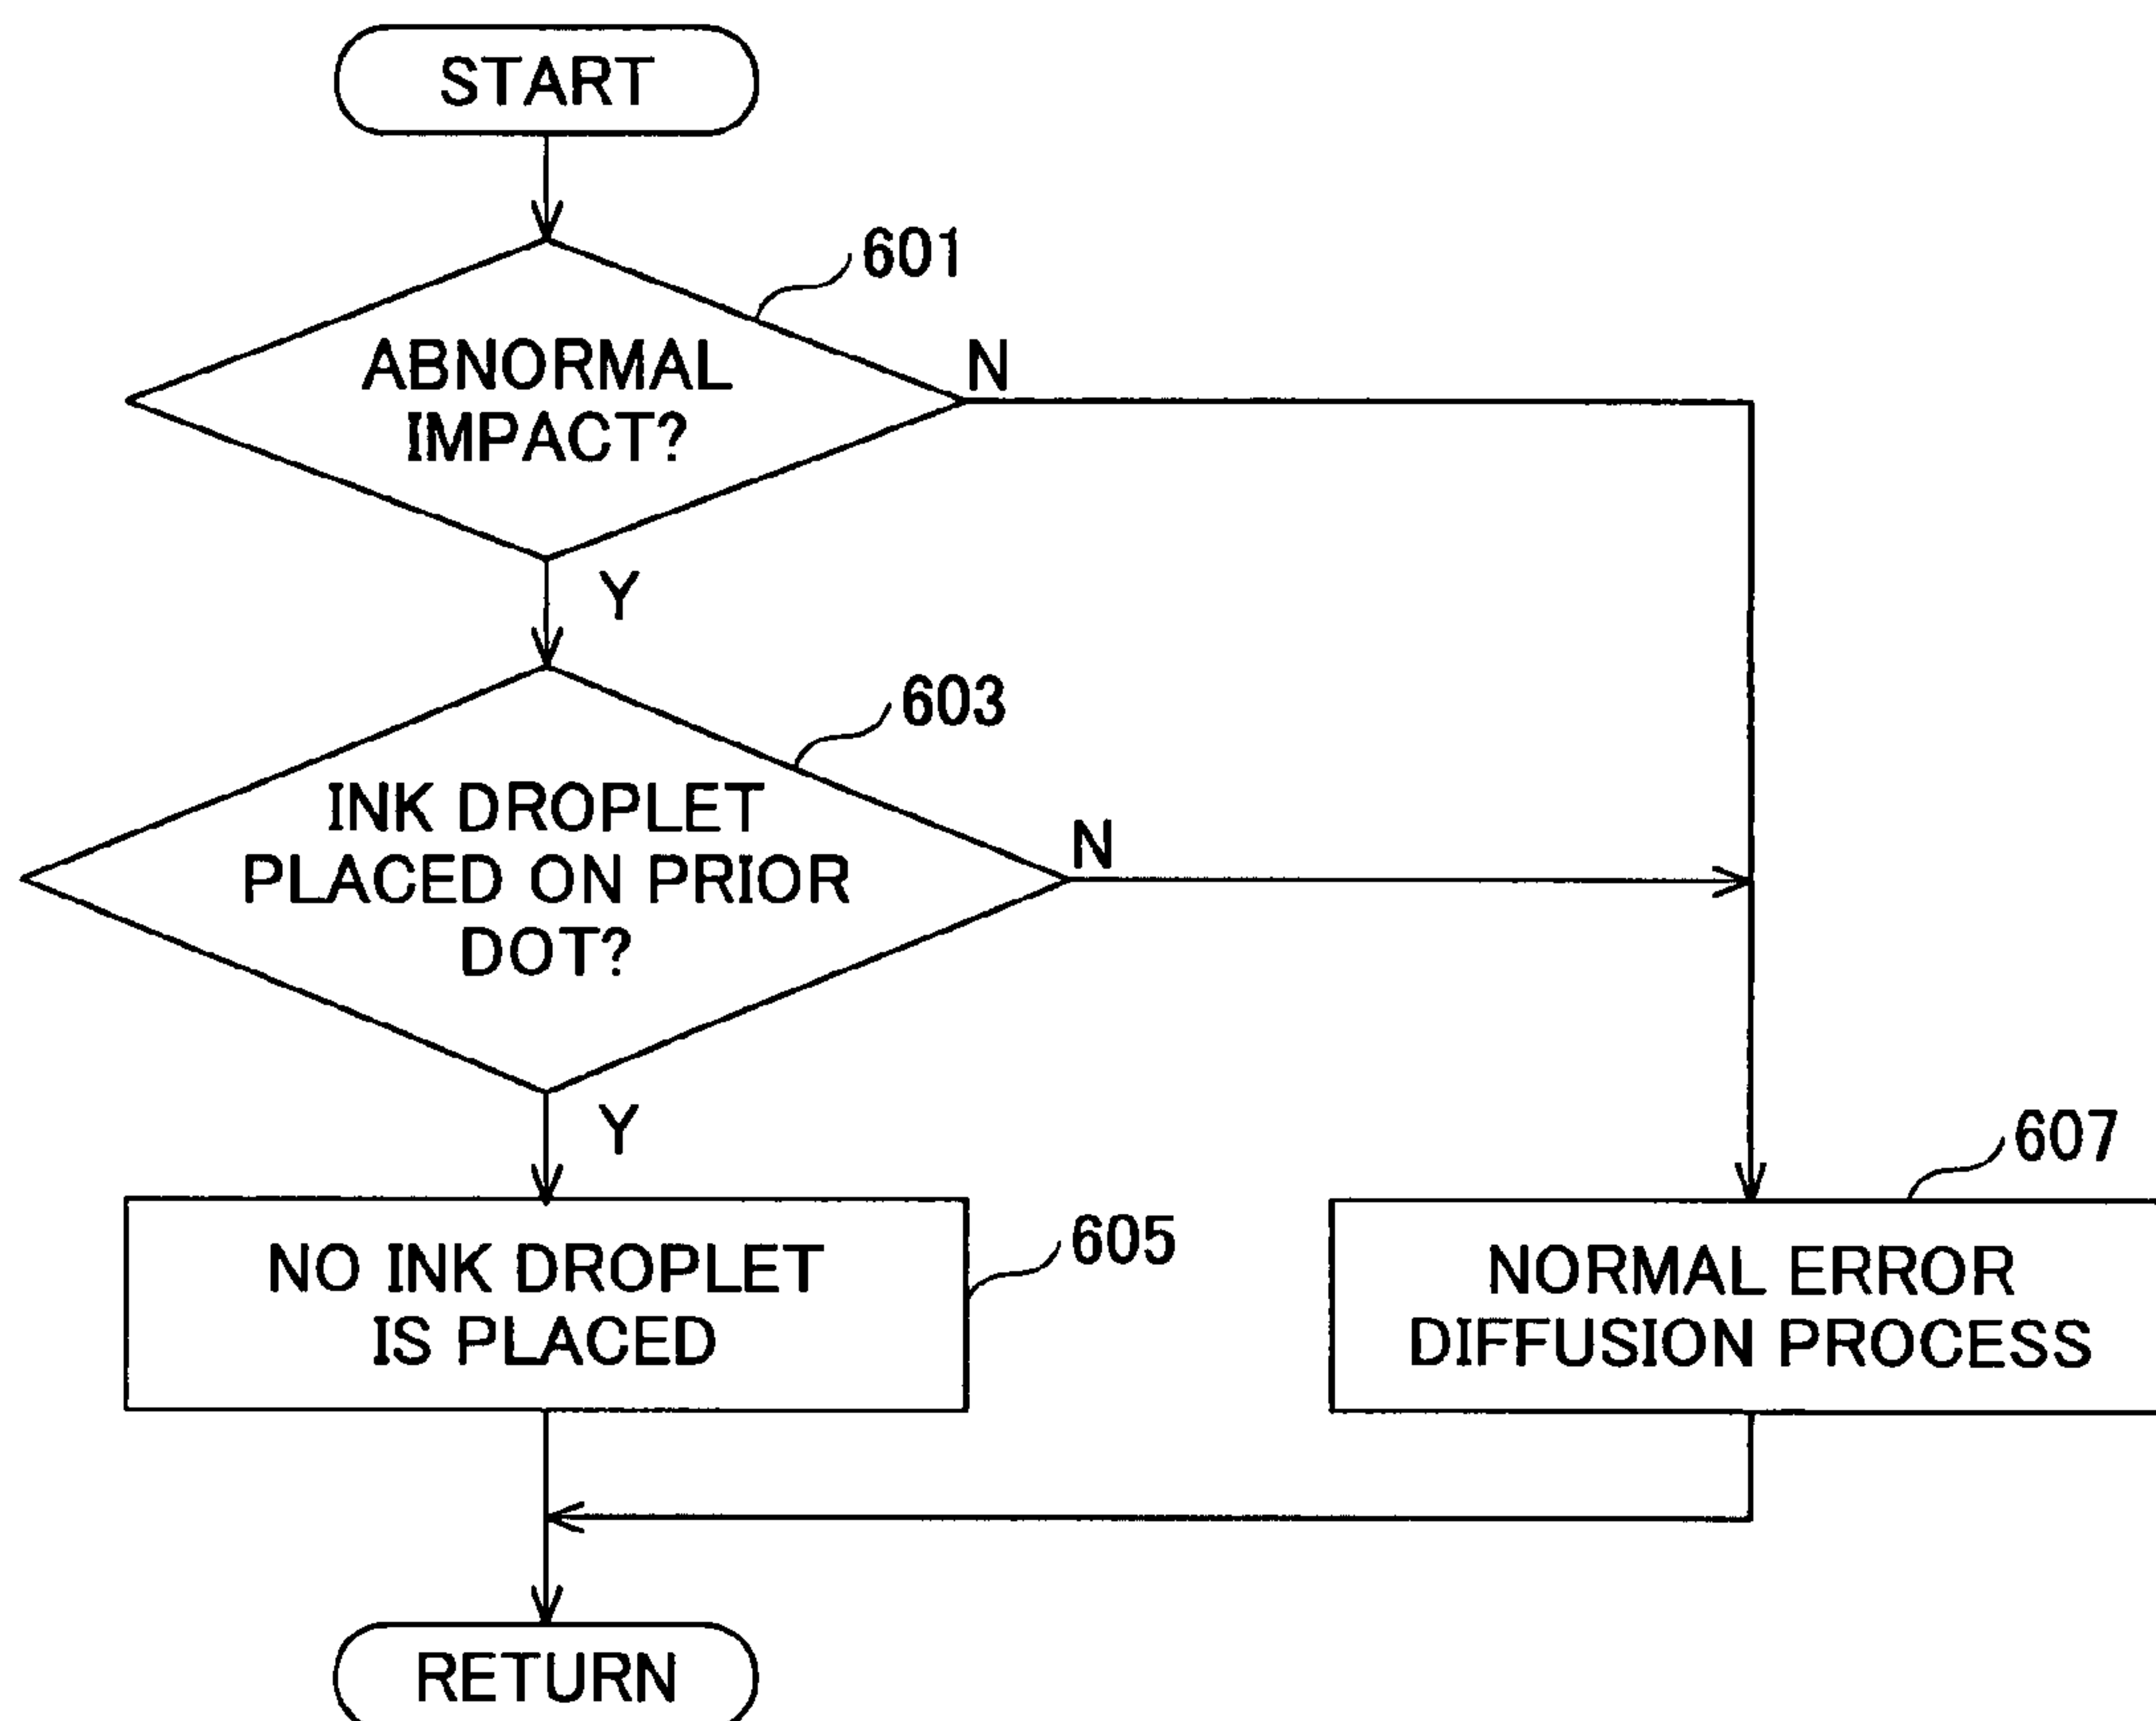 START
601
ABNORMAL
IMPACT?
N
Y
603
INK DROPLET
PLACED ON PRIOR
DOT?
N
Y
607
605
NO INK DROPLET
IS PLACED
NORMAL ERROR
DIFFUSION PROCESS
RETURN